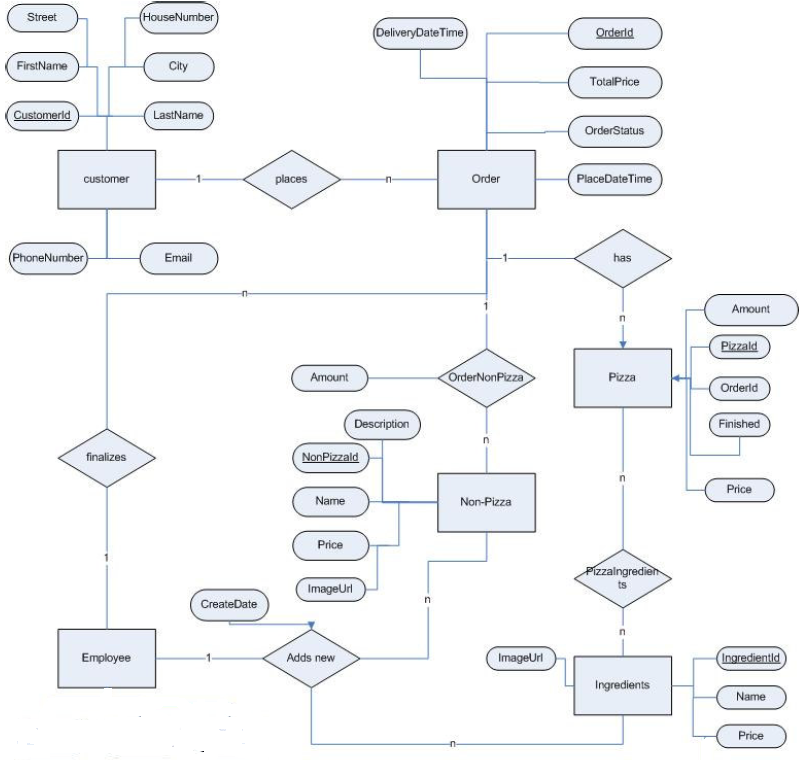 Street
HouseNumber
DeliveryDateTime
OrderId
FirstName
City
TotalPrice
CustomerId
LastName
OrderStatus
customer
1
places
n
Order
PlaceDateTime
PhoneNumber
Email
1
has
n
1
n
Amount
PizzaId
Amount
OrderNonPizza
Pizza
OrderId
Description
Finished
n
finalizes
NonPizzaId
n
Name
Non-Pizza
Price
Price
1
ImageUrl
PizzaIngredien
ts
CreateDate
n
n
Employee
1
Adds new
ImageUrl
IngredientId
Ingredients
Name
Price
n